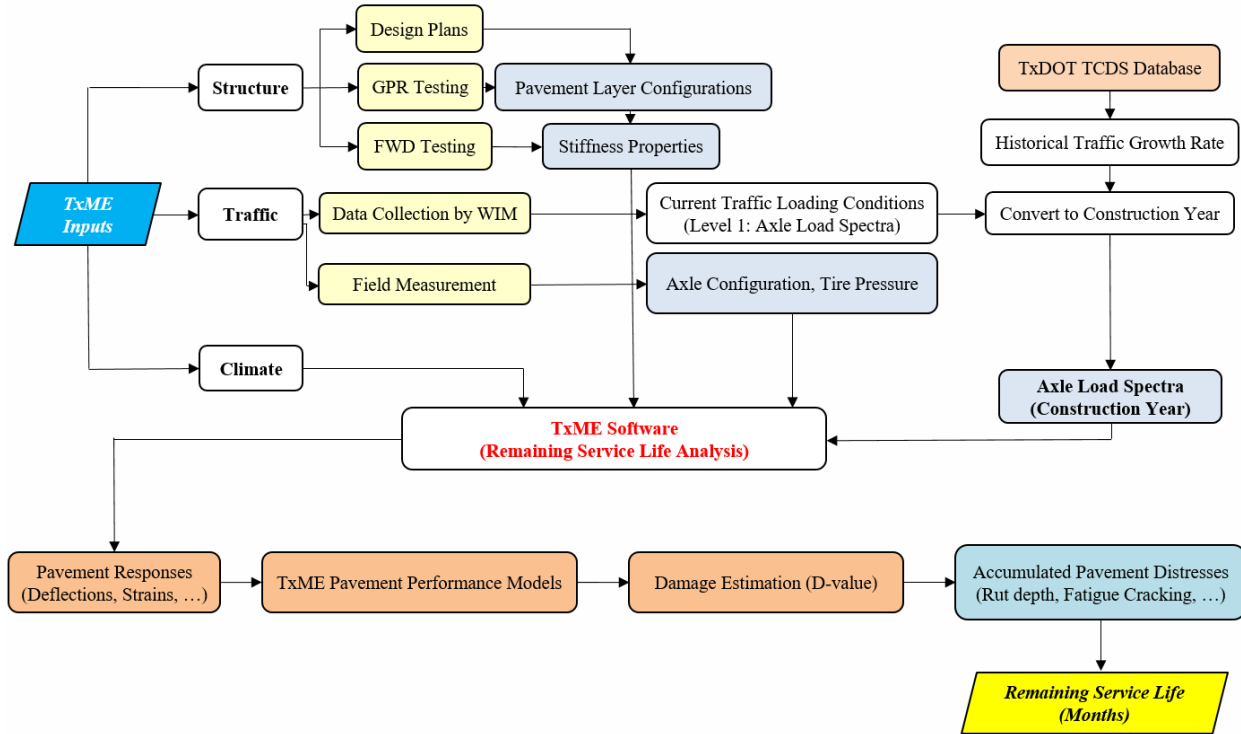 Design Plans
TxDOT TCDS Database
Structure
GPR Testing
Pavement Layer Configurations
FWD Testing
Stiffness Properties
Historical Traffic Growth Rate
TxME
Inputs
Traffic
Data Collection by WIM
Current Traffic Loading Conditions
(Level 1: Axle Load Spectra)
Convert to Construction Year
Field Measurement
Axle Configuration, Tire Pressure
Climate
Axle Load Spectra
(Construction Year)
TxME Software
(Remaining Service Life Analysis)
Pavement Responses
(Deflections, Strains, …)
TxME Pavement Performance Models
Damage Estimation (D-value)
Accumulated Pavement Distresses
(Rut depth, Fatigue Cracking, …)
Remaining Service Life
(Months)